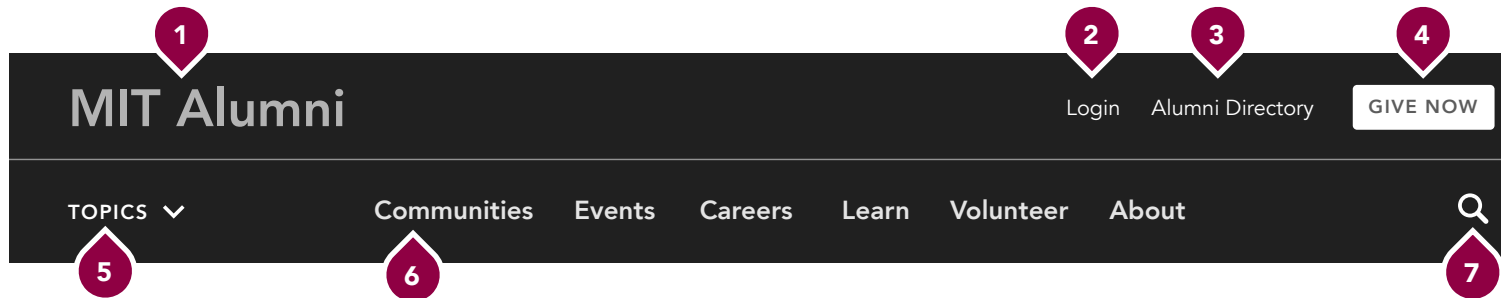 1 2 3 4
MIT Alumni Login Alumni Directory GIVE NOW
TOPICS Communities Events Careers Learn Volunteer About
5 6 7